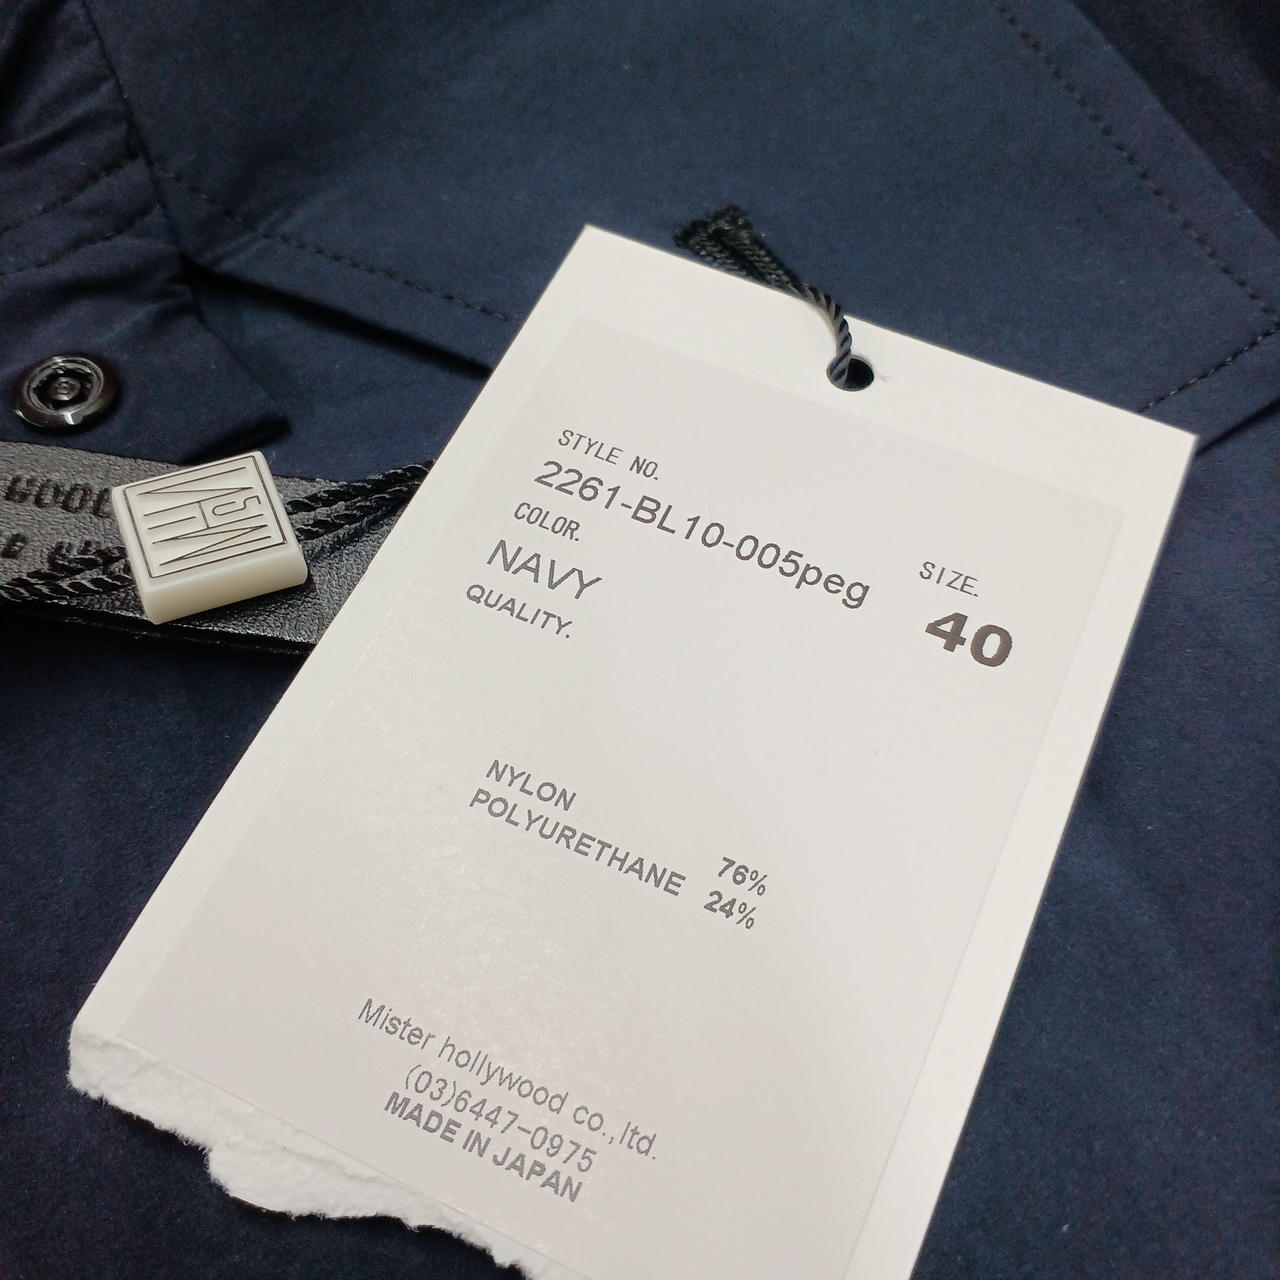 STYLE NO.
2261-BL10-005peg
COLOR.
SIZE.
NAVY
40
QUALITY.
NYLON 76%
POLYURETHANE 24%
Mister hollywood co.,ltd.
(03)6447-0975
MADE IN JAPAN